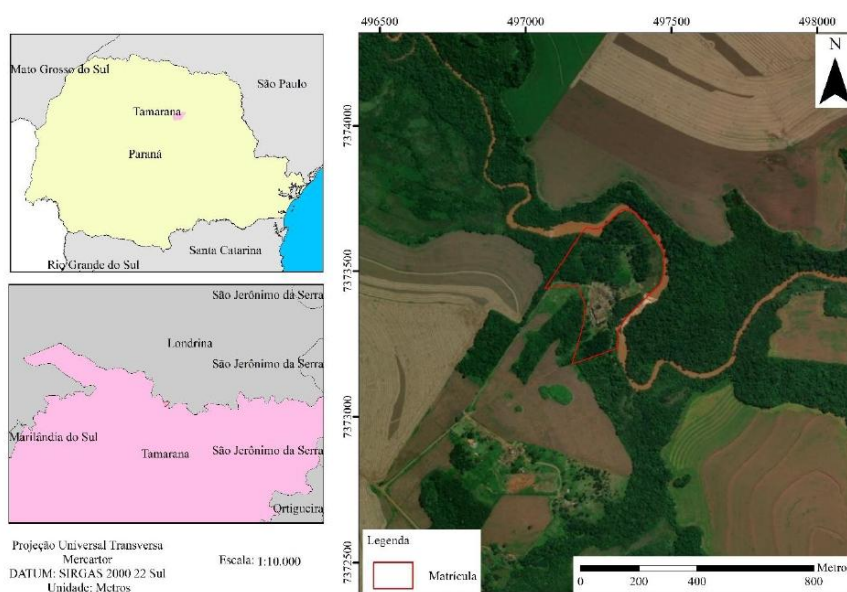 Mato Grosso do Sul
São Paulo
Tamarana
Paraná
Santa Catarina
Rio Grande do Sul
São Jerônimo da Serra
Londrina
São Jerônimo da Serra
Marilândia do Sul
Tamarana
São Jerônimo da Serra
Ortigueira
Projeção Universal Transversa
Mercartor
DATUM: SIRGAS 2000 22 Sul
Unidade: Metros
Escala: 1:10.000
496500 497000 497500 498000
N
7374000
7373500
7373000
7372500
Legenda
Matrícula
Metro
0 200 400 800